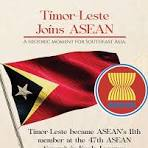 Timor-Leste
Joins ASEAN
A HISTORIC MOMENT FOR SOUTHEAST ASIA
asean
Timor-Leste became ASEAN's 11th
member at the 47th ASEAN